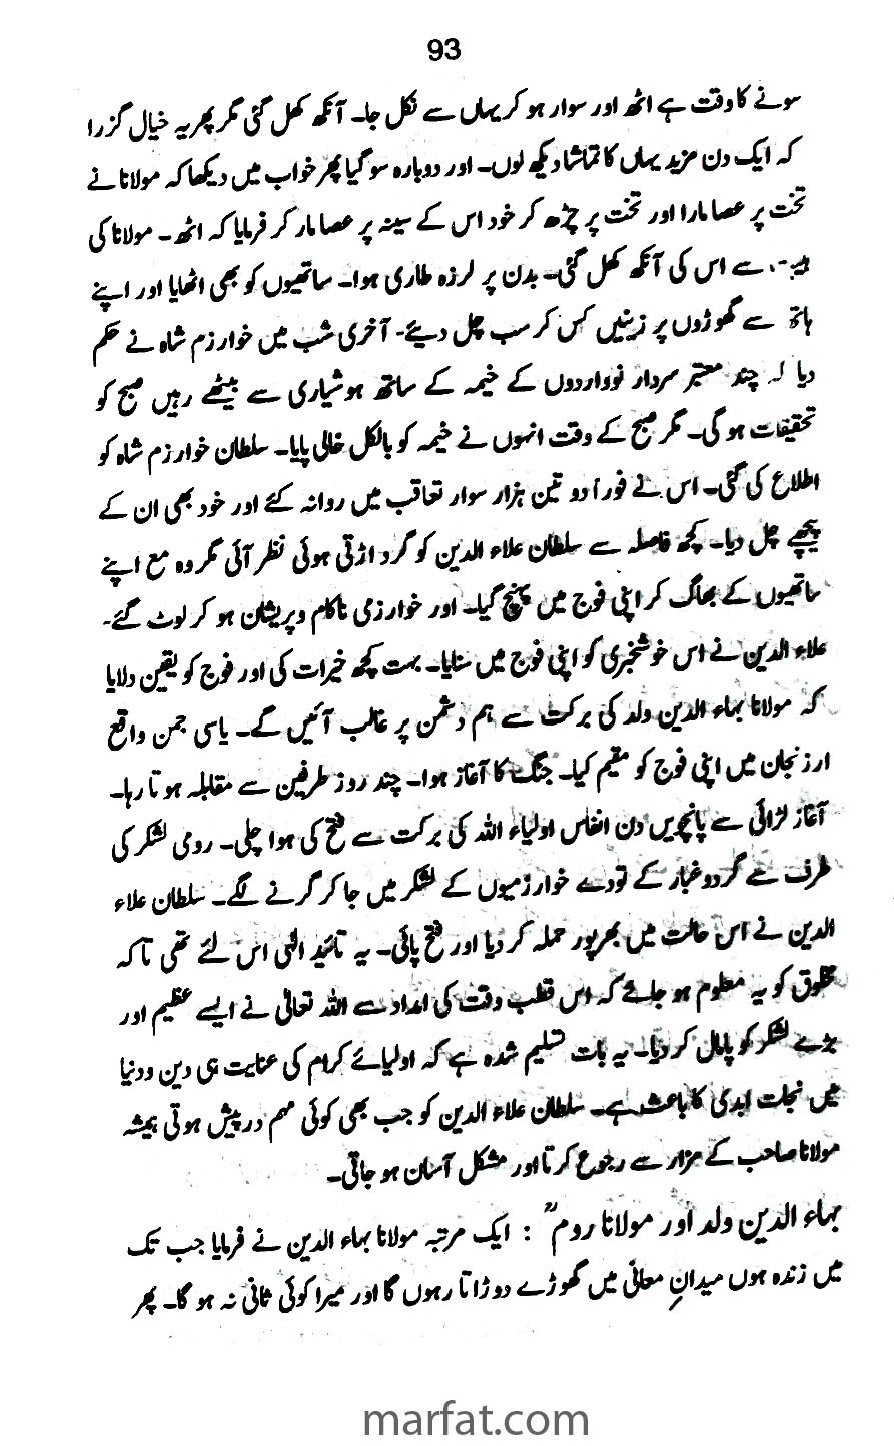 93
سونے کا وقت ہے اٹھ اور سوار ہو کر یہاں سے نکل جا۔ آنکھ کھل گئی مگر پھر یہ خیال گزرا
کہ ایک دن مزید یہاں کا تماشا دیکھ لوں۔ اور دوبارہ سو گیا پھر خواب میں دیکھا کہ مولانا نے
تخت پر عصا مارا اور تخت پر چڑھ کر خود اس کے سینہ پر عصا مار کر فرمایا کہ اٹھ۔ مولانا کی
سے اس کی آنکھ کھل گئی۔ بدن پر لرزہ طاری ہوا۔ ساتھیوں کو بھی اٹھایا اور اپنے
ہاتھ سے گھوڑوں پر زینیں کس کر سب چل دیئے۔ آخری شب میں خوارزم شاہ نے حکم
دیا کہ چند معتبر سردار نوواردوں کے خیمہ کے ساتھ ہوشیاری سے بیٹھے رہیں صبح کو
تحقیقات ہو گی۔ مگر صبح کے وقت انہوں نے خیمہ کو بالکل خالی پایا۔ سلطان خوارزم شاہ کو
اطلاع کی گئی۔ اس نے فوراً دو تین ہزار سوار تعاقب میں روانہ کئے اور خود بھی ان کے
پیچھے چل دیا۔ کچھ فاصلہ سے سلطان علاء الدین کو گرد اڑتی ہوئی نظر آئی مگر وہ مع اپنے
ساتھیوں کے بھاگ کر اپنی فوج میں پہنچ گیا۔ اور خوارزمی ناکام و پریشان ہو کر لوٹ گئے۔
علاء الدین نے اس خوشخبری کو اپنی فوج میں سنایا۔ بہت کچھ خیرات کی اور فوج کو یقین دلایا
کہ مولانا بہاء الدین ولد کی برکت سے ہم دشمن پر غالب آئیں گے۔ یاسی جمن واقع
ارزنجان میں اپنی فوج کو مقیم کیا۔ جنگ کا آغاز ہوا۔ چند روز طرفین سے مقابلہ ہوتا رہا۔
آغاز لڑائی سے پانچویں دن انفاس اولیاء اللہ کی برکت سے فتح کی ہوا چلی۔ رومی لشکر کی
طرف سے گرد و غبار کے تودے خوارزمیوں کے لشکر میں جا کر گرنے لگے۔ سلطان علاء
الدین نے اس حالت میں بھرپور حملہ کر دیا اور فتح پائی۔ یہ تائید الٰہی اس لئے تھی تاکہ
مخلوق کو یہ معلوم ہو جائے کہ اس قطب وقت کی امداد سے اللہ تعالیٰ نے ایسے عظیم اور
بڑے لشکر کو پامال کر دیا۔ یہ بات تسلیم شدہ ہے کہ اولیائے کرام کی عنایت ہی دین و دنیا
میں نجات ابدی کا باعث ہے۔ سلطان علاء الدین کو جب بھی کوئی مہم درپیش ہوتی ہمیشہ
مولانا صاحب کے مزار سے رجوع کرتا اور مشکل آسان ہو جاتی۔
بہاء الدین ولد اور مولانا رومؒ : ایک مرتبہ مولانا بہاء الدین نے فرمایا جب تک
میں زندہ ہوں میدانِ معانی میں گھوڑے دوڑاتا رہوں گا اور میرا کوئی ثانی نہ ہو گا۔ پھر
marfat.com